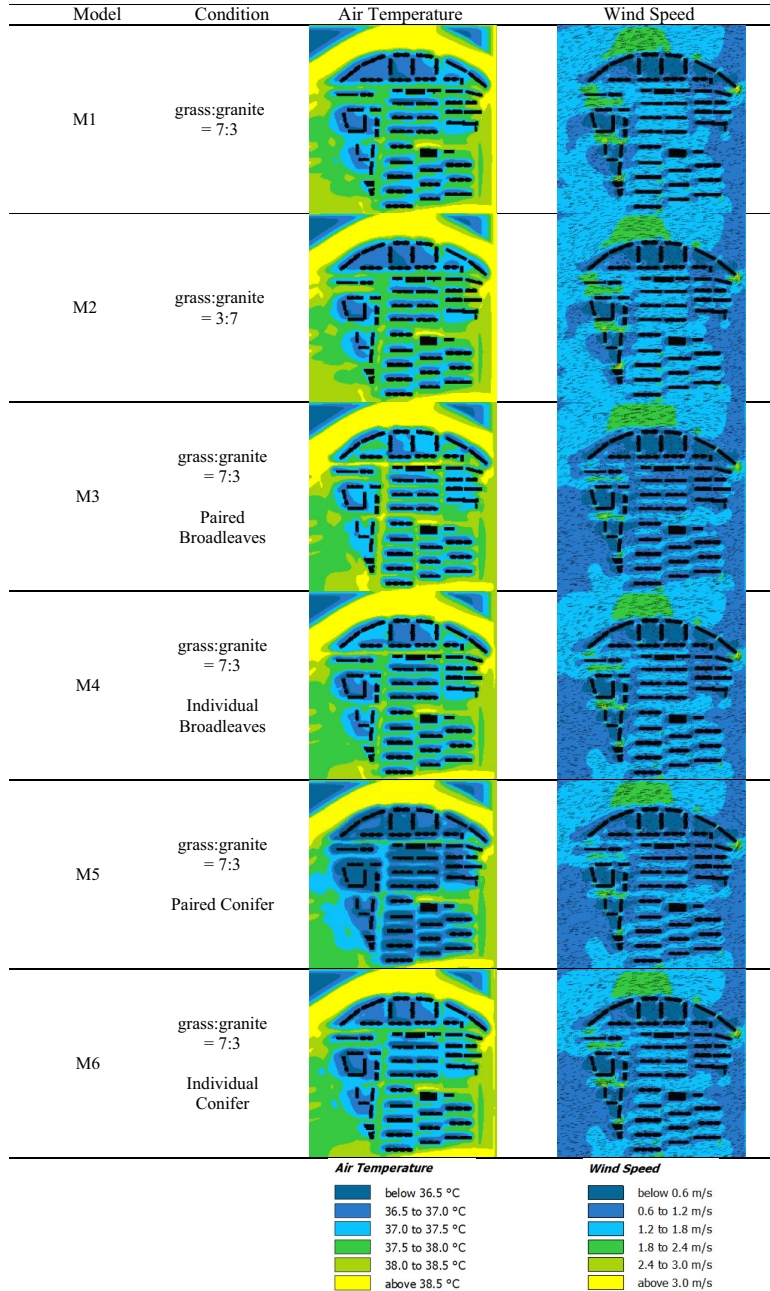 Model Condition Air Temperature Wind Speed
M1
grass:granite
= 7:3
M2
grass:granite
= 3:7
M3
grass:granite
= 7:3
Paired
Broadleaves
M4
grass:granite
= 7:3
Individual
Broadleaves
M5
grass:granite
= 7:3
Paired Conifer
M6
grass:granite
= 7:3
Individual
Conifer
Air Temperature
below 36.5 °C
36.5 to 37.0 °C
37.0 to 37.5 °C
37.5 to 38.0 °C
38.0 to 38.5 °C
above 38.5 °C
Wind Speed
below 0.6 m/s
0.6 to 1.2 m/s
1.2 to 1.8 m/s
1.8 to 2.4 m/s
2.4 to 3.0 m/s
above 3.0 m/s